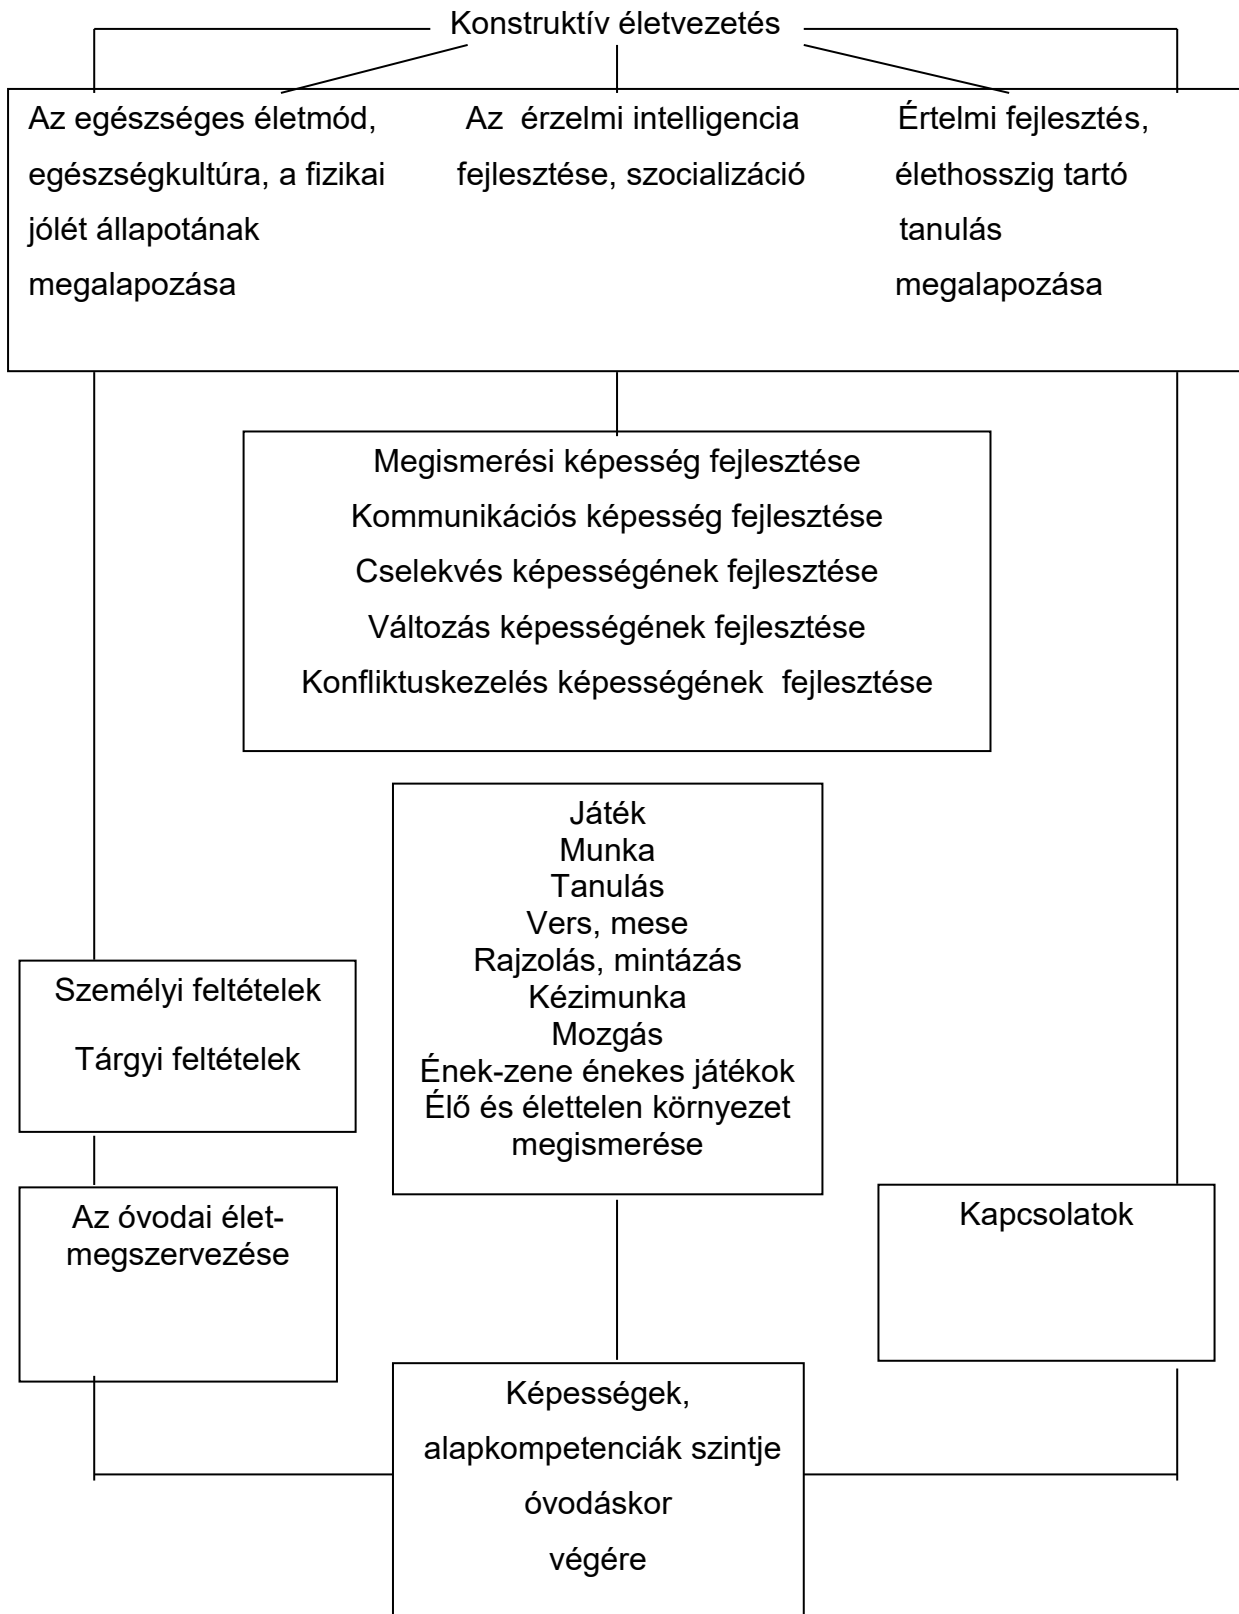 Konstruktív életvezetés
Az egészséges életmód,
egészségkultúra, a fizikai
jólét állapotának
megalapozása
Az érzelmi intelligencia
fejlesztése, szocializáció
Értelmi fejlesztés,
élethosszig tartó
tanulás
megalapozása
Megismerési képesség fejlesztése
Kommunikációs képesség fejlesztése
Cselekvés képességének fejlesztése
Változás képességének fejlesztése
Konfliktuskezelés képességének fejlesztése
Játék
Munka
Tanulás
Vers, mese
Rajzolás, mintázás
Kézimunka
Mozgás
Ének-zene énekes játékok
Élő és élettelen környezet
megismerése
Személyi feltételek
Tárgyi feltételek
Az óvodai élet-
megszervezése
Kapcsolatok
Képességek,
alapkompetenciák szintje
óvodáskor
végére